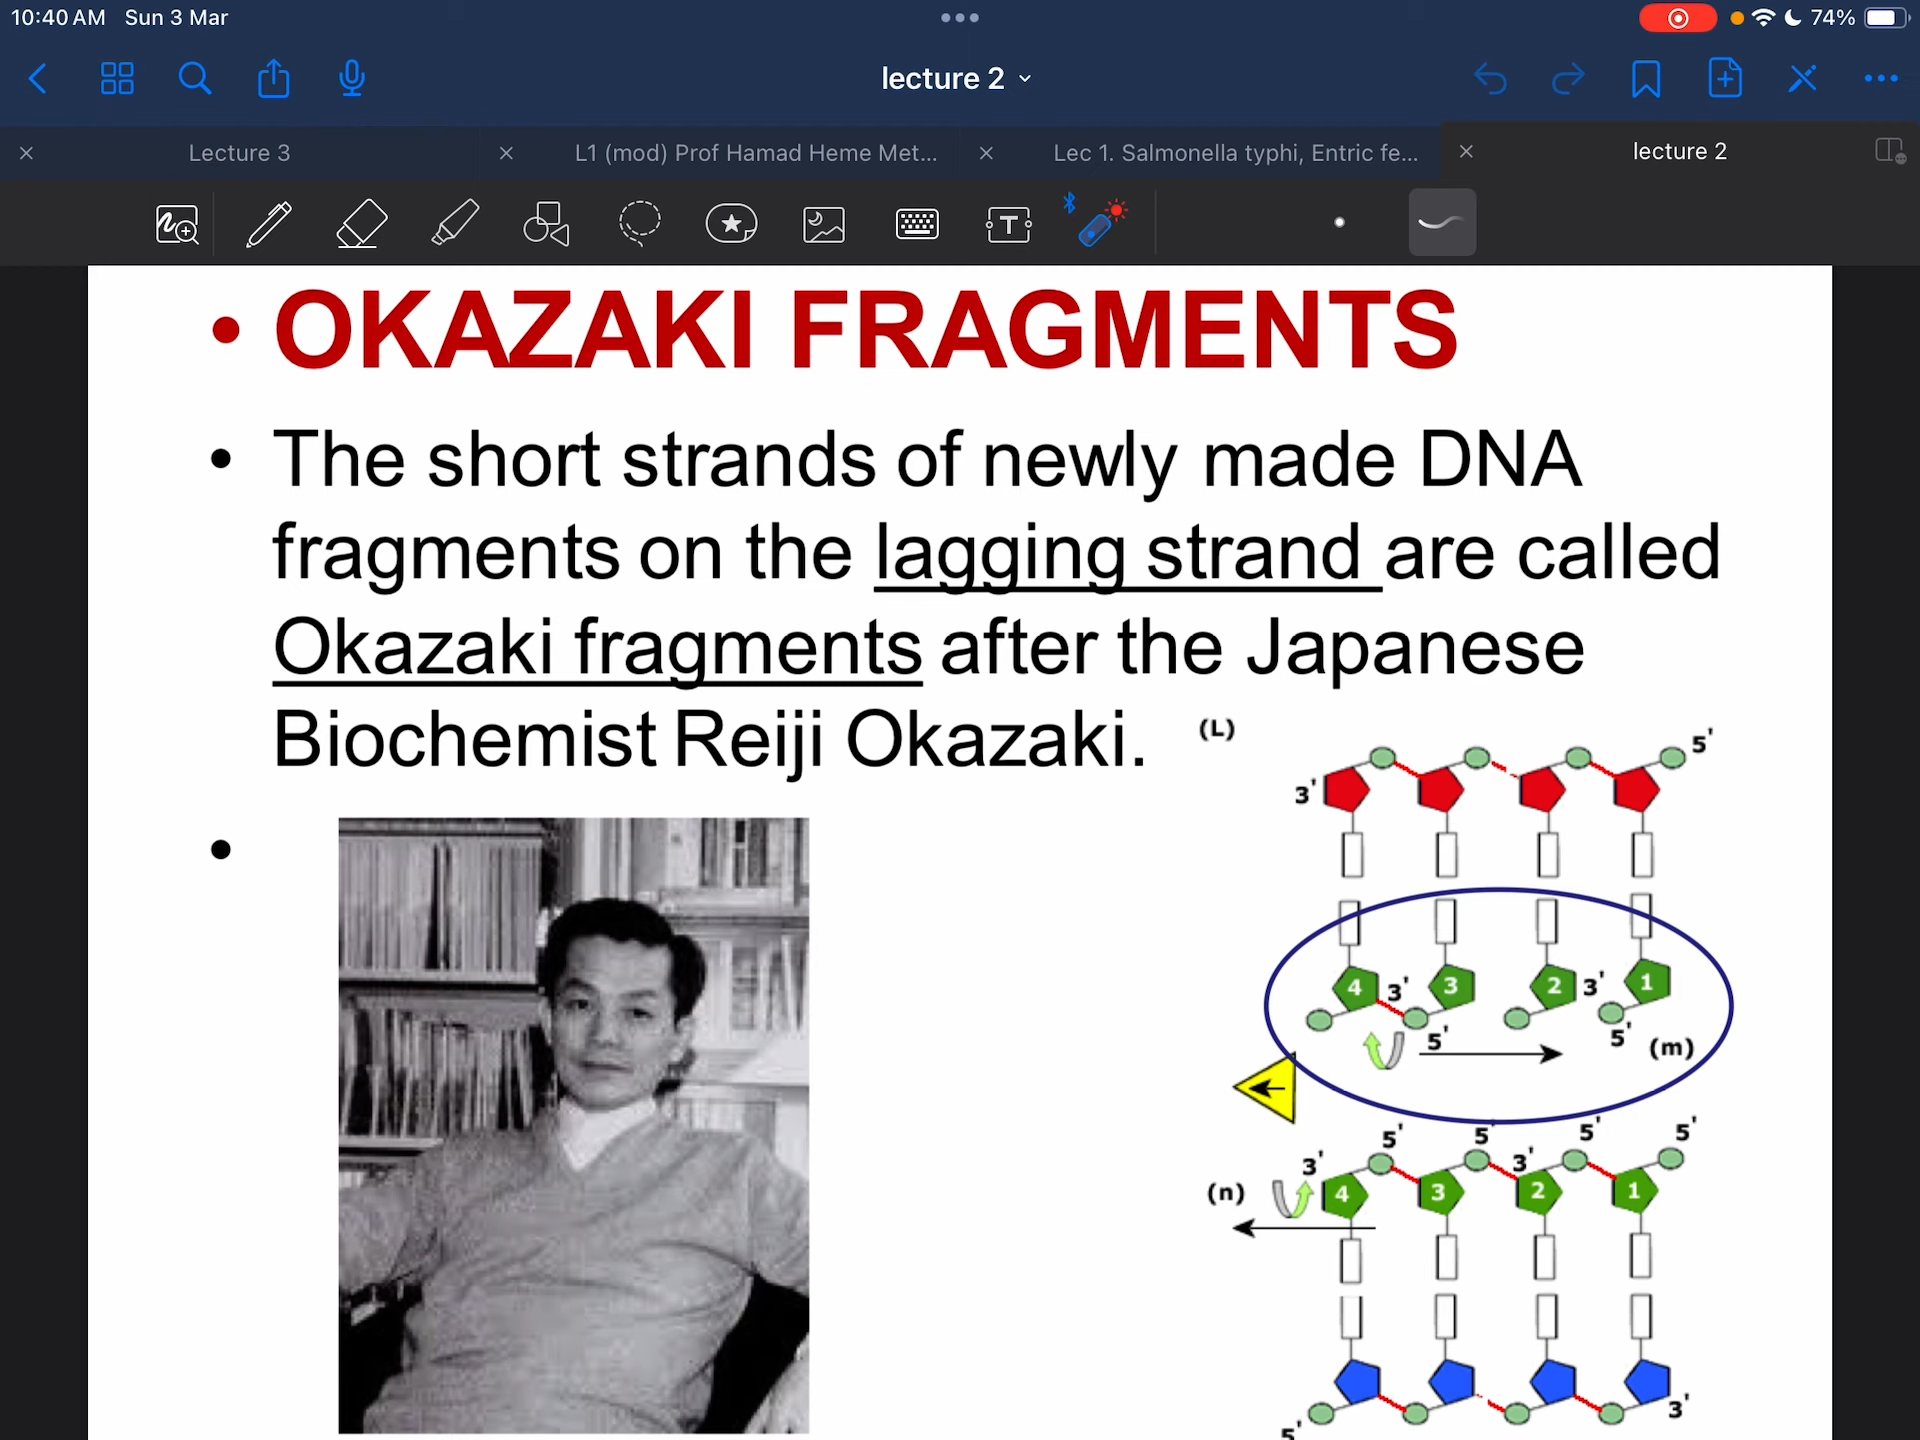 10:40 AM Sun 3 Mar
74%
lecture 2
Lecture 3
L1 (mod) Prof Hamad Heme Met...
Lec 1. Salmonella typhi, Entric fe...
lecture 2
T
• OKAZAKI FRAGMENTS
• The short strands of newly made DNA
fragments on the lagging strand are called
Okazaki fragments after the Japanese
Biochemist Reiji Okazaki.
•
(L)
5'
3'
4 3' 3 2 3' 1
5' 5' (m)
5' 5' 5' 5'
3' 3'
(n) 4 3 2 1
3'
5'